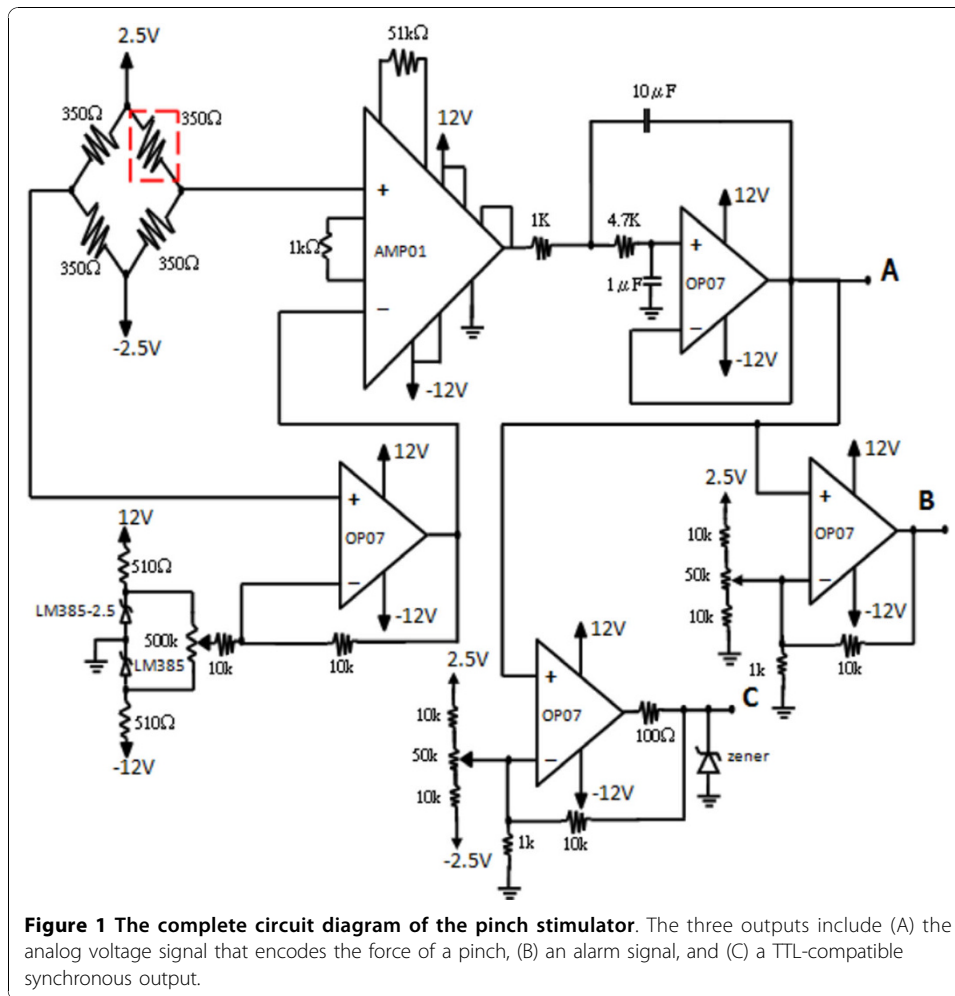 51kΩ
10μF
2.5V
12V
350Ω
350Ω
12V
+
1K
4.7K
+
1kΩ
AMP01
OP07
A
1μF
350Ω
350Ω
−
−
-2.5V
-12V
-12V
12V
12V
2.5V
+
B
+
10k
12V
OP07
OP07
510Ω
50k
−
−
LM385-2.5
-12V
10k
-12V
500k
12V
LM385
10k
10k
2.5V
1k
10k
+
510Ω
10k
OP07
C
100Ω
-12V
50k
−
zener
10k
-12V
-2.5V
1k
10k
Figure 1 The complete circuit diagram of the pinch stimulator. The three outputs include (A) the
analog voltage signal that encodes the force of a pinch, (B) an alarm signal, and (C) a TTL-compatible
synchronous output.